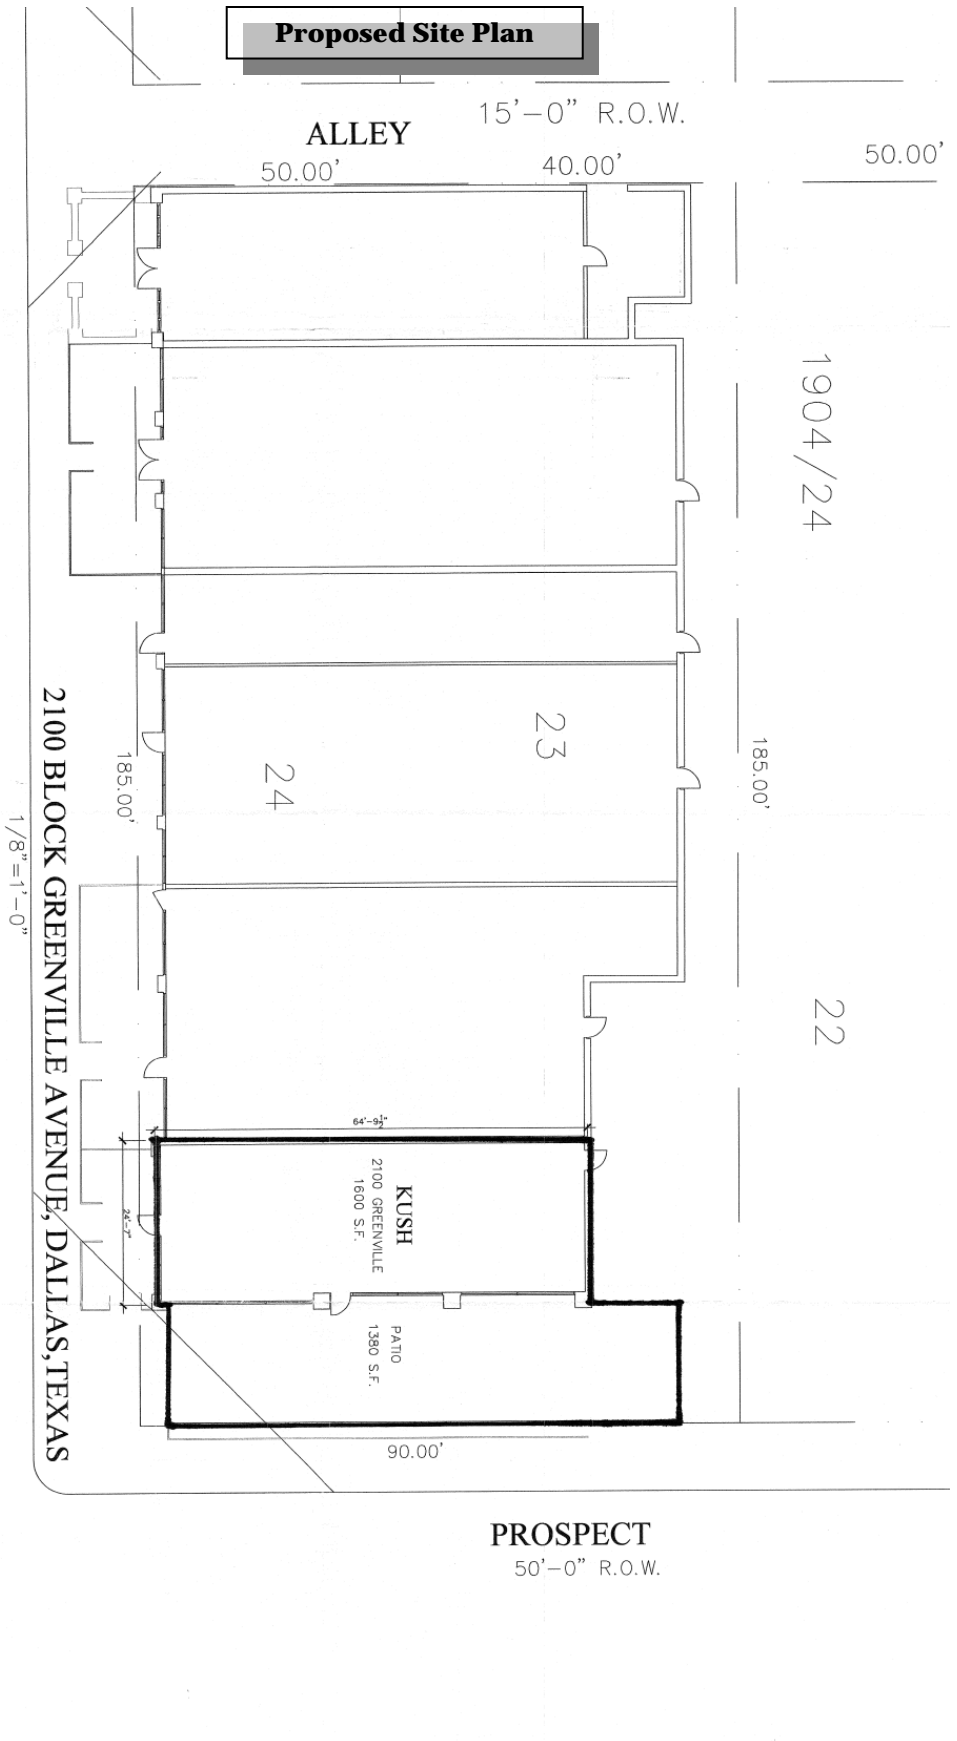 Proposed Site Plan
15'-0" R.O.W.
ALLEY
50.00'
40.00'
50.00'
1904/24
23
24
185.00'
185.00'
2100 BLOCK GREENVILLE AVENUE, DALLAS,TEXAS
1/8"=1'-0"
22
64'-9½"
24'-7"
KUSH
2100 GREENVILLE
1600 S.F.
PATIO
1380 S.F.
90.00'
PROSPECT
50'-0" R.O.W.